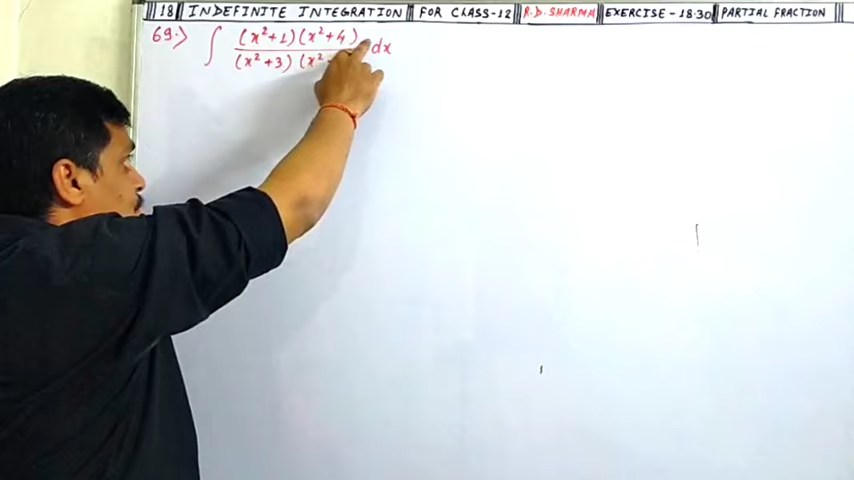 18 INDEFINITE INTEGRATION FOR CLASS-12 R.D. SHARMA EXERCISE-18.30 PARTIAL FRACTION
69.> ∫ (x²+1)(x²+4) / (x²+3)(x² dx